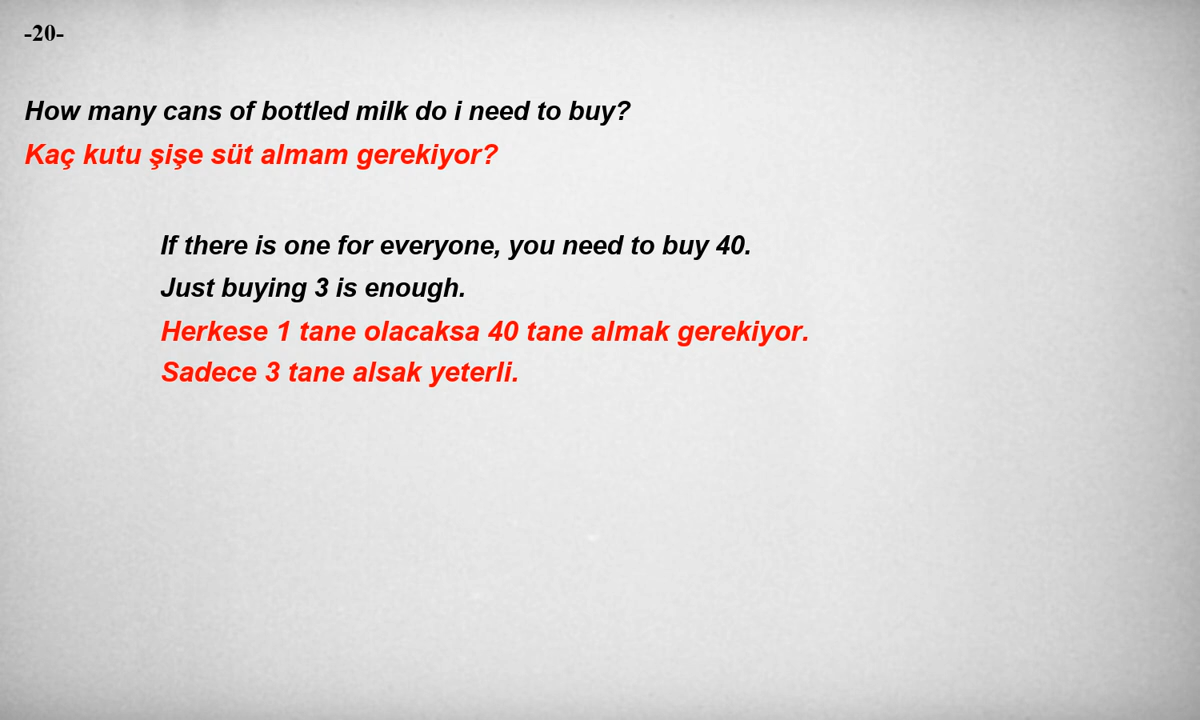 -20-
How many cans of bottled milk do i need to buy?
Kaç kutu şişe süt almam gerekiyor?
If there is one for everyone, you need to buy 40.
Just buying 3 is enough.
Herkese 1 tane olacaksa 40 tane almak gerekiyor.
Sadece 3 tane alsak yeterli.